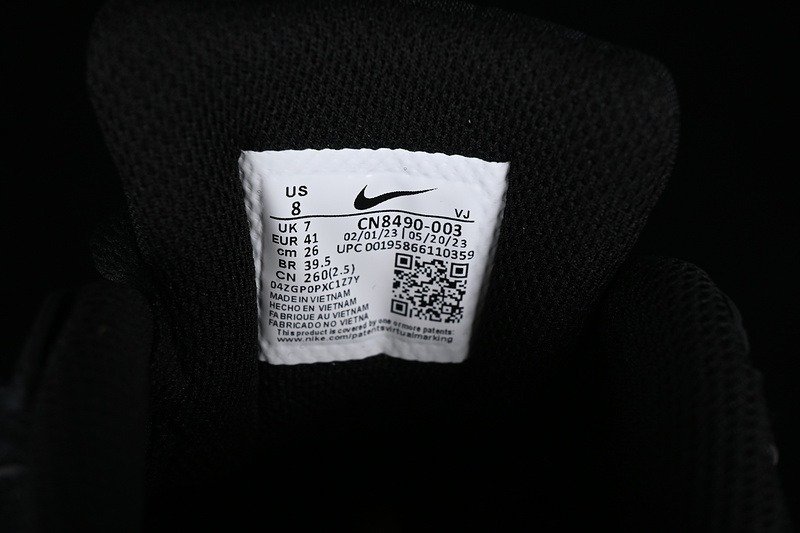 US
8
VJ
UK 7
EUR 41
cm 26
BR 39.5
CN 260(2.5)
CN8490-003
02/01/23 | 05/20/23
UPC 00195866110359
04ZGP0PXC1Z7Y
MADE IN VIETNAM
HECHO EN VIETNAM
FABRIQUE AU VIETNAM
FABRICADO NO VIETNA
This product is covered by one or more patents:
www.nike.com/patentsvirtualmarking